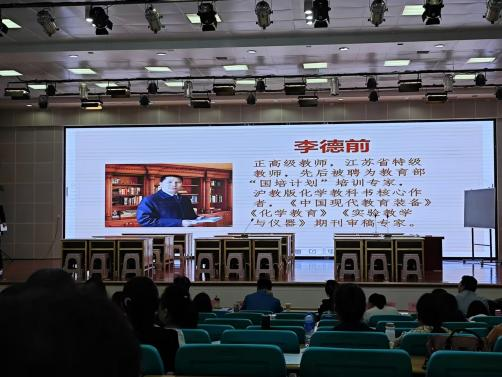 李德前
正高级教师，江苏省特级
教师，先后被聘为教育部
“国培计划”培训专家，
沪教版化学教科书核心作
者，《中国现代教育装备》
《化学教育》《实验教学
与仪器》期刊审稿专家。